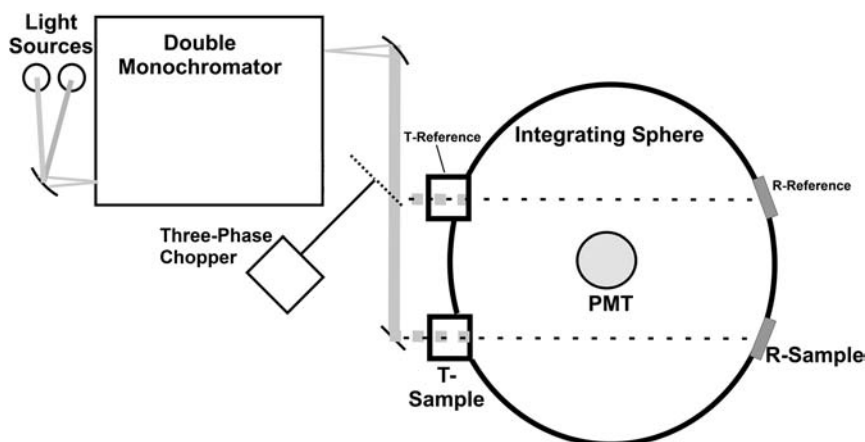 Light
Sources
Double
Monochromator
T-Reference
Integrating Sphere
R-Reference
Three-Phase
Chopper
PMT
T-
Sample
R-Sample